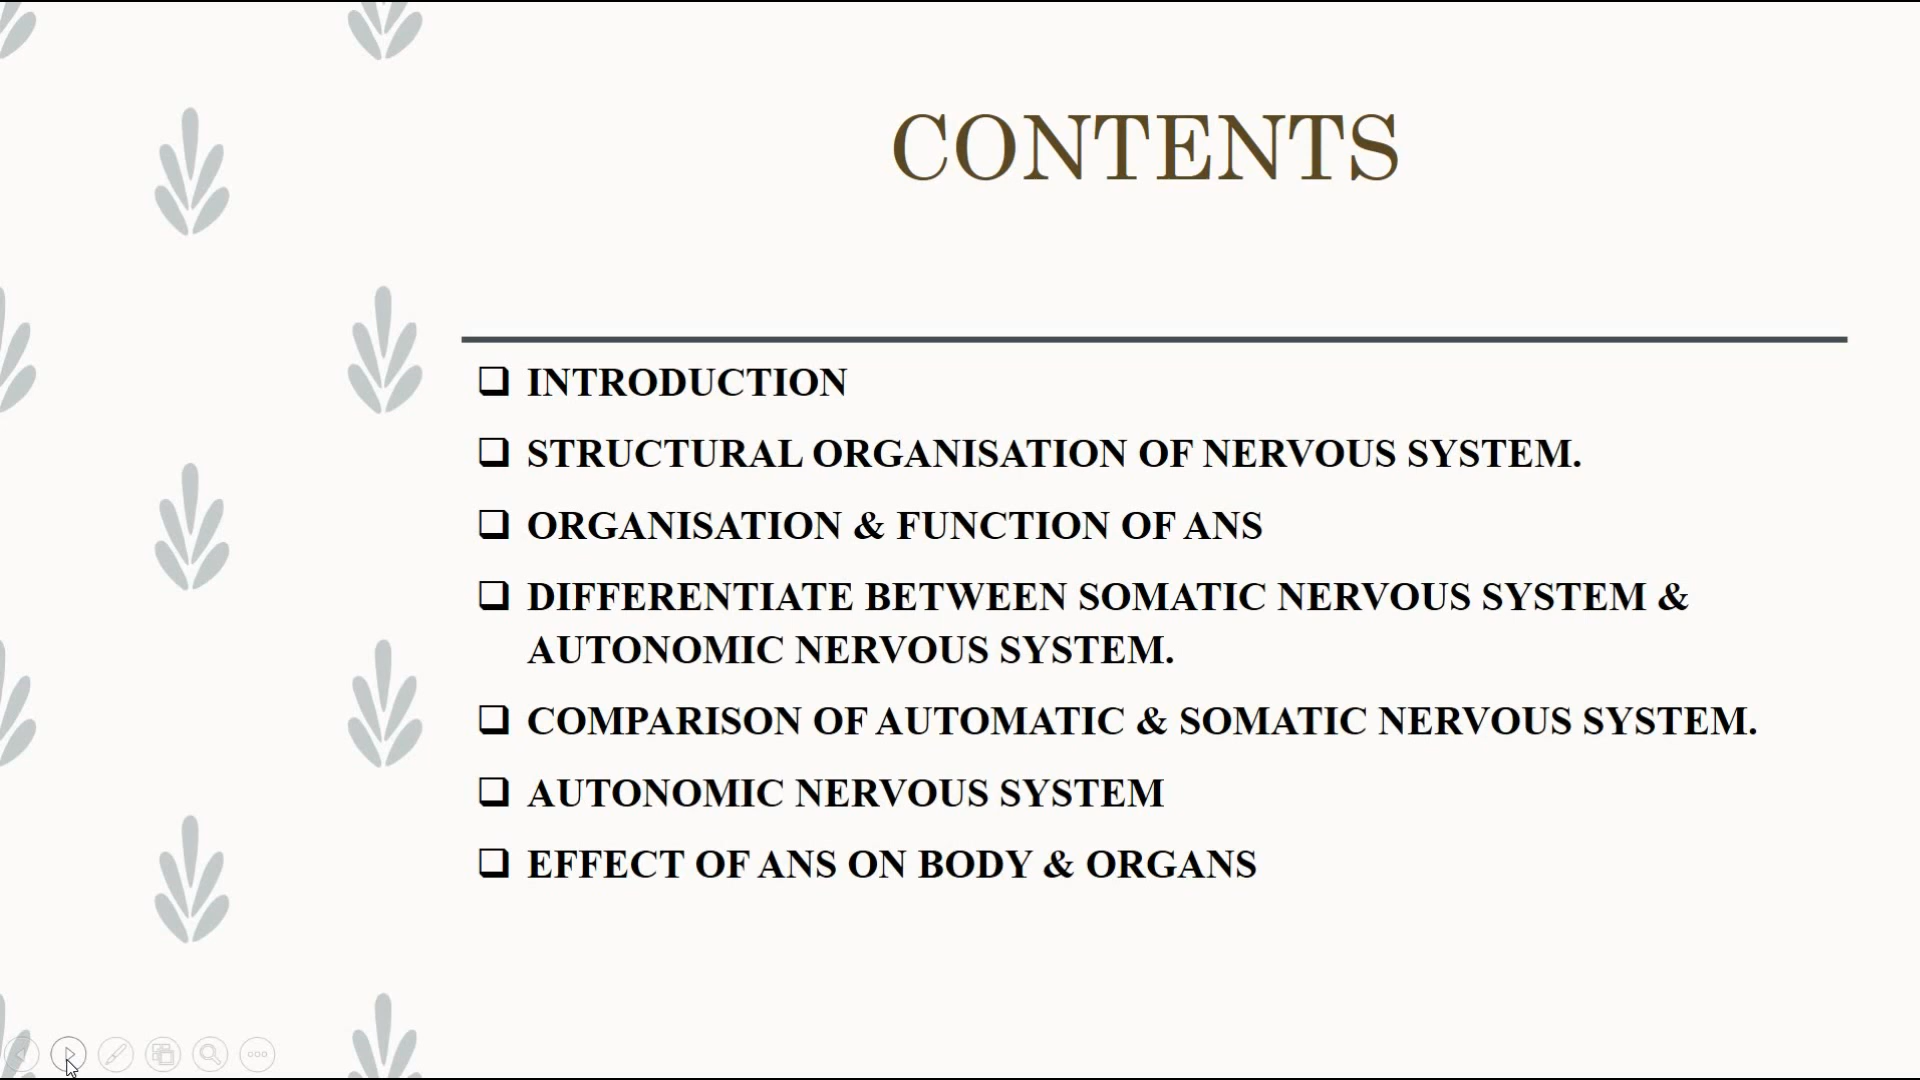 CONTENTS
❑ INTRODUCTION
❑ STRUCTURAL ORGANISATION OF NERVOUS SYSTEM.
❑ ORGANISATION & FUNCTION OF ANS
❑ DIFFERENTIATE BETWEEN SOMATIC NERVOUS SYSTEM &
AUTONOMIC NERVOUS SYSTEM.
❑ COMPARISON OF AUTOMATIC & SOMATIC NERVOUS SYSTEM.
❑ AUTONOMIC NERVOUS SYSTEM
❑ EFFECT OF ANS ON BODY & ORGANS